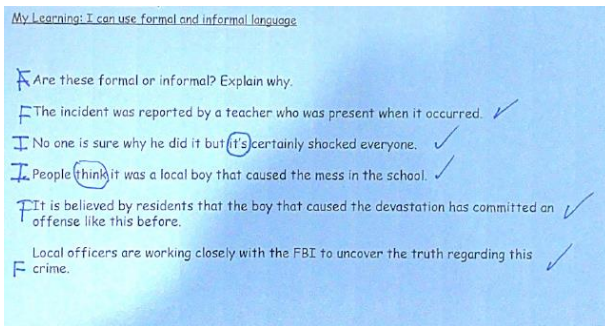 My Learning: I can use formal and informal language
F Are these formal or informal? Explain why.
F The incident was reported by a teacher who was present when it occurred.
I No one is sure why he did it but it's certainly shocked everyone.
I People think it was a local boy that caused the mess in the school.
F It is believed by residents that the boy that caused the devastation has committed an
offense like this before.
Local officers are working closely with the FBI to uncover the truth regarding this
F crime.